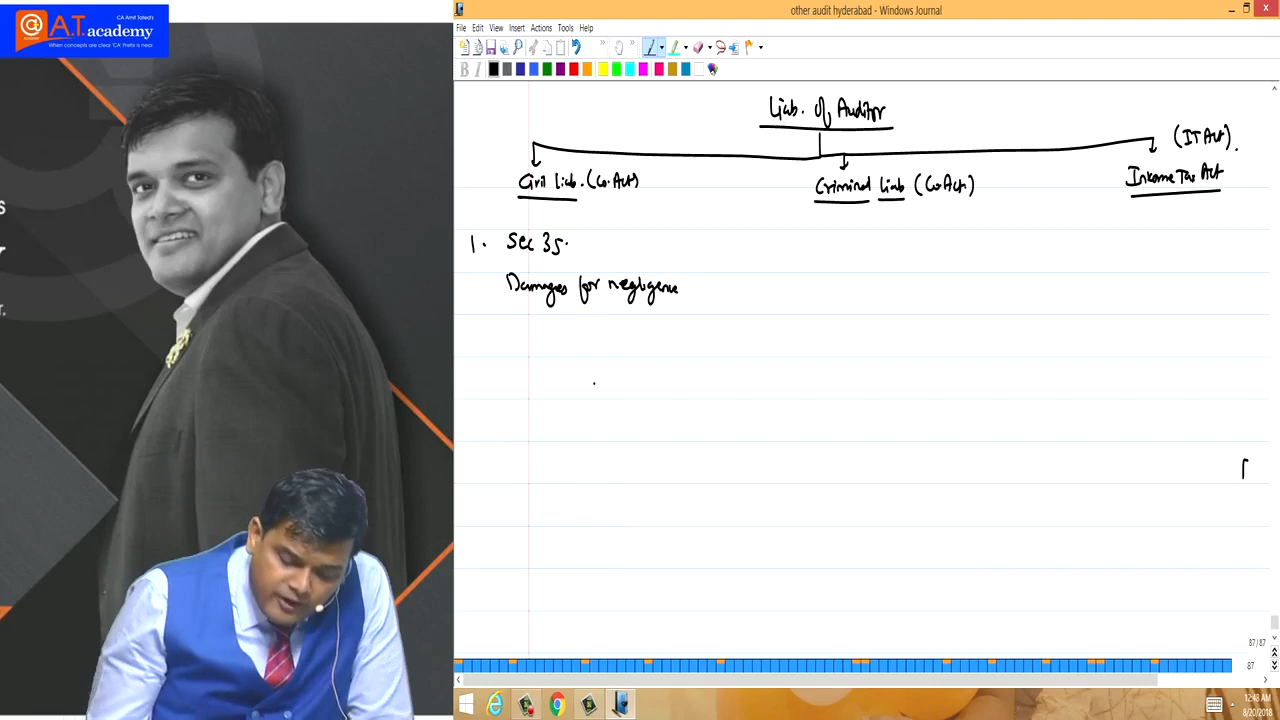 CA Amit Tated's
@ A.T. academy
ACADEMY
When concepts are clear 'CA' Prefix is near.
s
Y
r.
other audit hyderabad - Windows Journal
File Edit View Insert Actions Tools Help
B I
Liab. of Auditor
(IT Act).
Civil Liab. (Co. Act)
Criminal Liab (Co Act)
Income Tax Act
1. Sec 35.
Damages for negligence
87/87
87
12:48 AM
8/20/2018